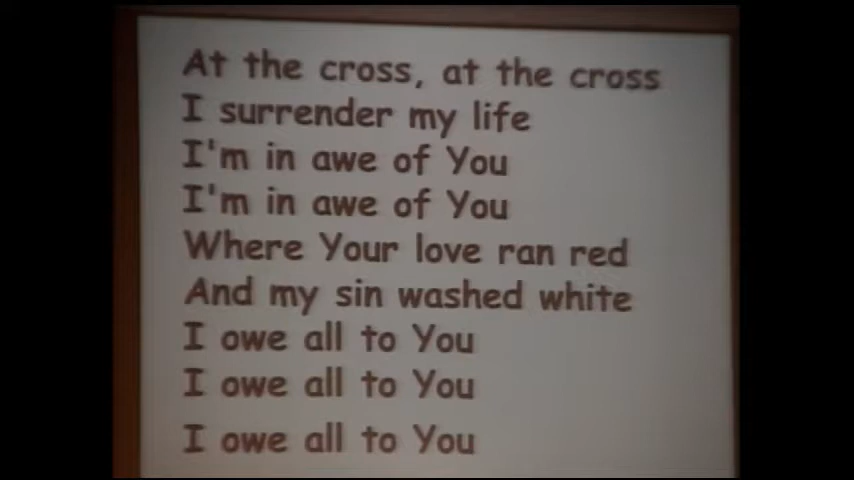 At the cross, at the cross
I surrender my life
I'm in awe of You
I'm in awe of You
Where Your love ran red
And my sin washed white
I owe all to You
I owe all to You
I owe all to You